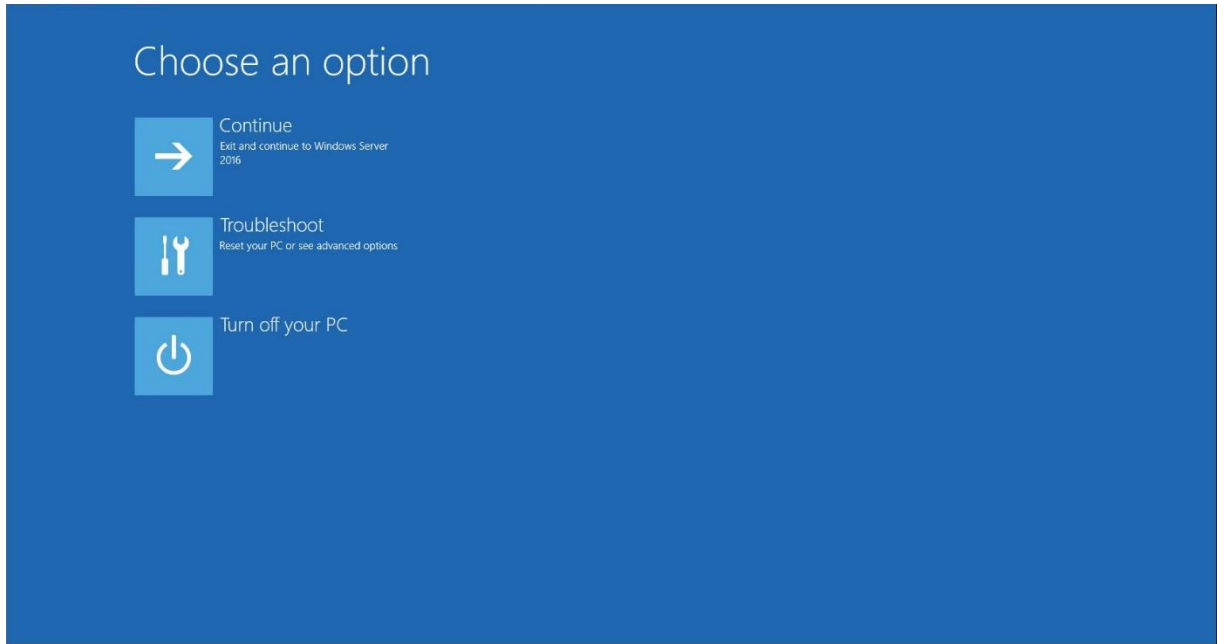 Choose an option
Continue
Exit and continue to Windows Server
2016
Troubleshoot
Reset your PC or see advanced options
Turn off your PC